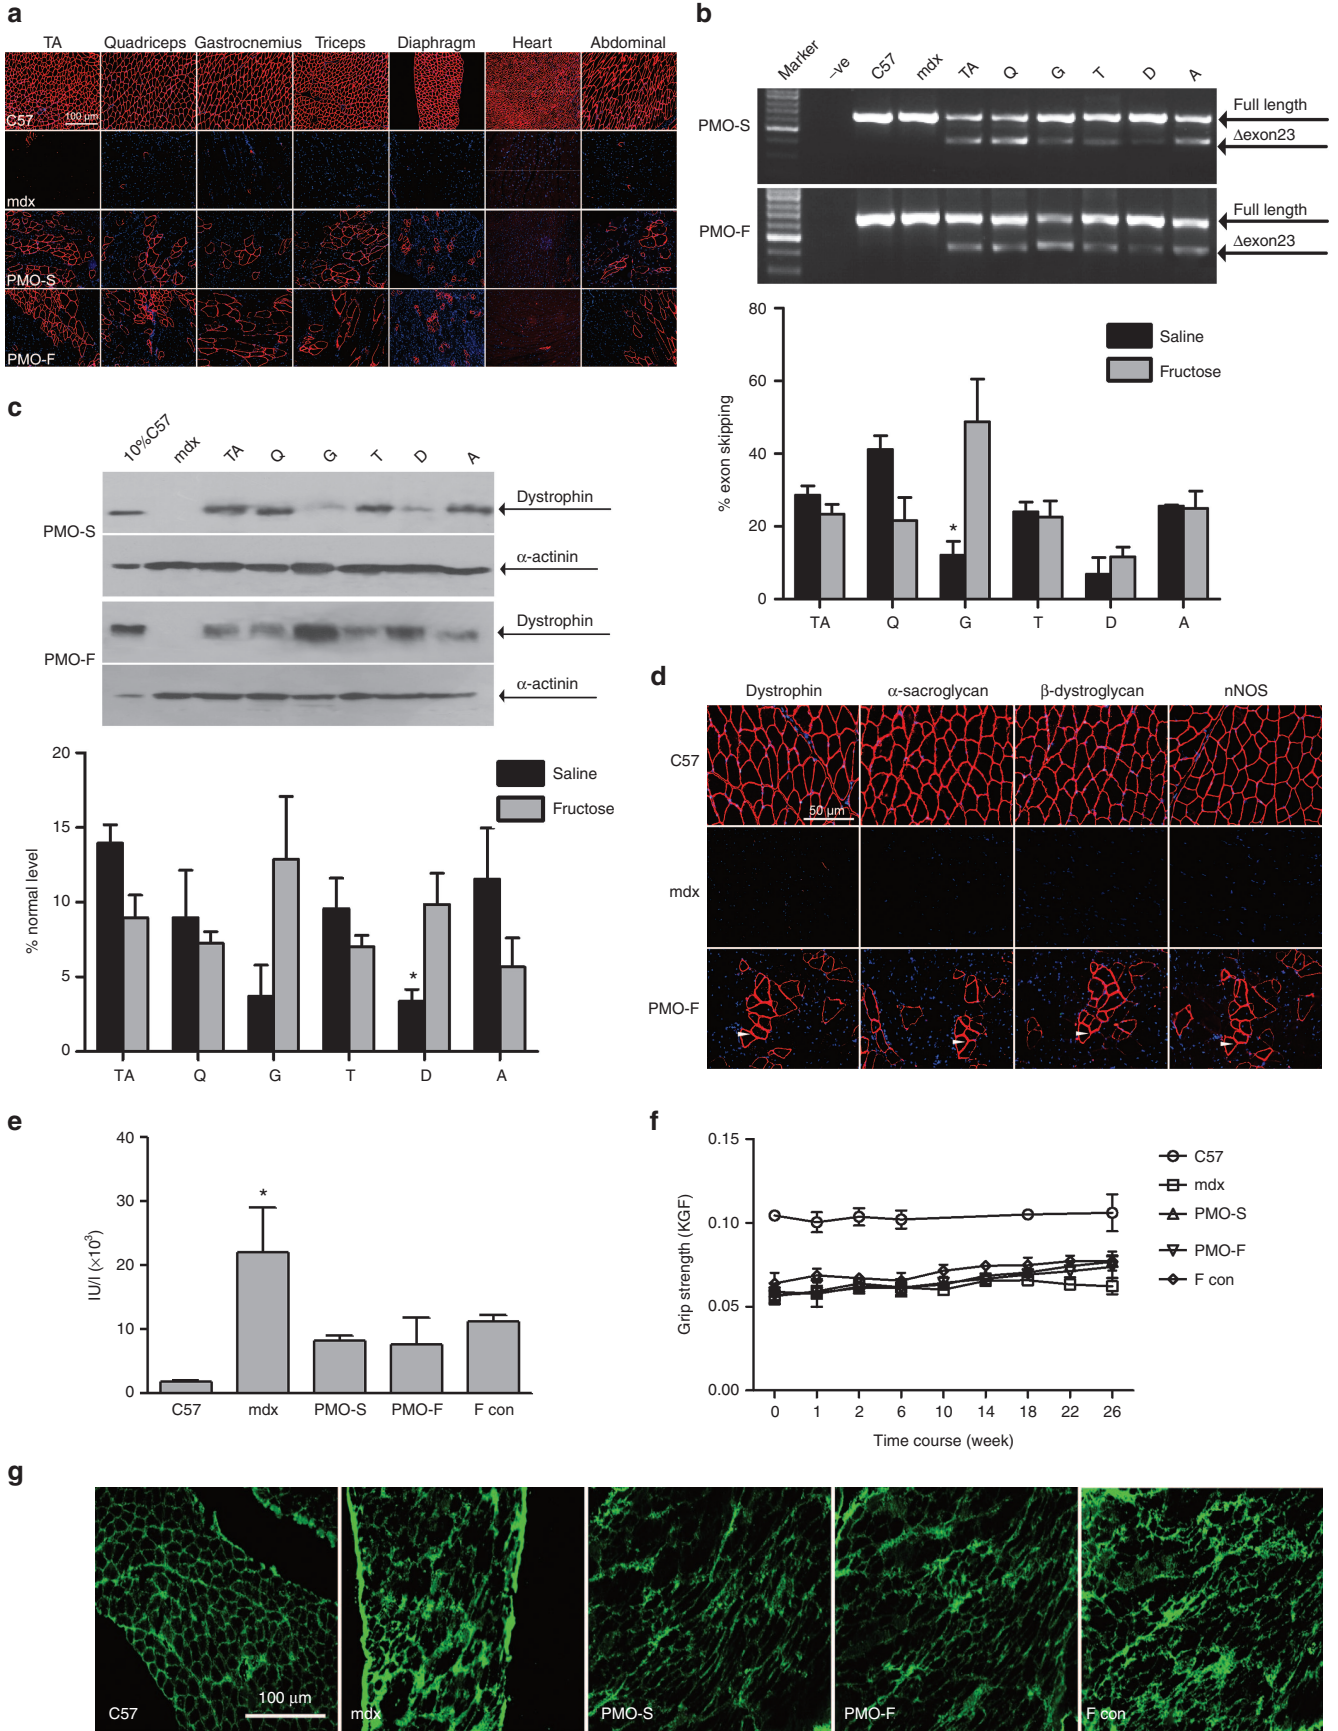 a
TA Quadriceps Gastrocnemius Triceps Diaphragm Heart Abdominal
C57
100 μm
mdx
PMO-S
PMO-F
b
Marker –ve C57 mdx TA Q G T D A
PMO-S
Full length
Δexon23
PMO-F
Full length
Δexon23
80
60
40
20
0
% exon skipping
Saline
Fructose
*
TA Q G T D A
c
10%C57 mdx TA Q G T D A
PMO-S
Dystrophin
α-actinin
PMO-F
Dystrophin
α-actinin
20
15
10
5
0
% normal level
Saline
Fructose
*
TA Q G T D A
d
Dystrophin α-sacroglycan β-dystroglycan nNOS
C57
50 μm
mdx
PMO-F
e
40
30
20
10
0
IU/l (×10³)
*
C57 mdx PMO-S PMO-F F con
f
0.15
0.10
0.05
0.00
Grip strength (KGF)
0 1 2 6 10 14 18 22 26
Time course (week)
C57
mdx
PMO-S
PMO-F
F con
g
C57
100 μm
mdx
PMO-S
PMO-F
F con